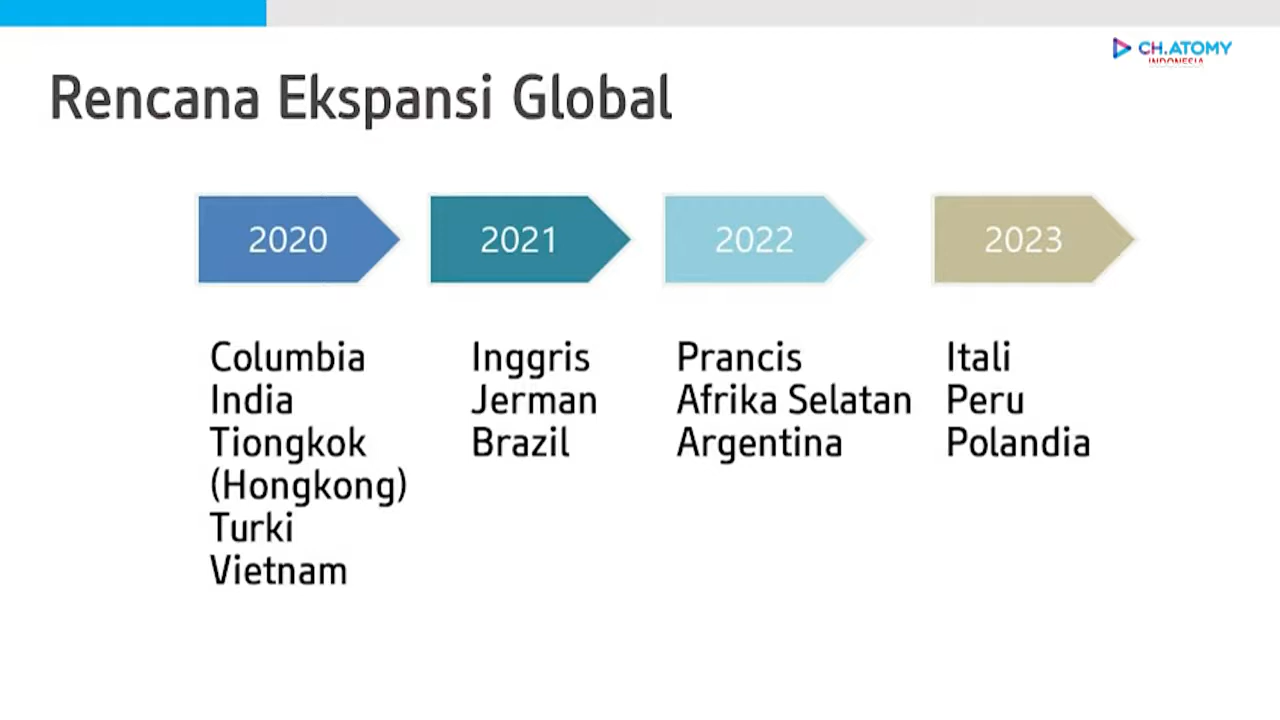 CH.ATOMY
INDONESIA
Rencana Ekspansi Global
2020
2021
2022
2023
Columbia
India
Tiongkok
(Hongkong)
Turki
Vietnam
Inggris
Jerman
Brazil
Prancis
Afrika Selatan
Argentina
Itali
Peru
Polandia